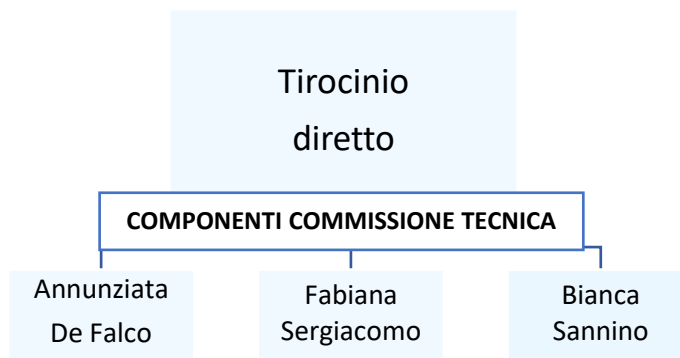 Tirocinio
diretto
COMPONENTI COMMISSIONE TECNICA
Annunziata
De Falco
Fabiana
Sergiacomo
Bianca
Sannino